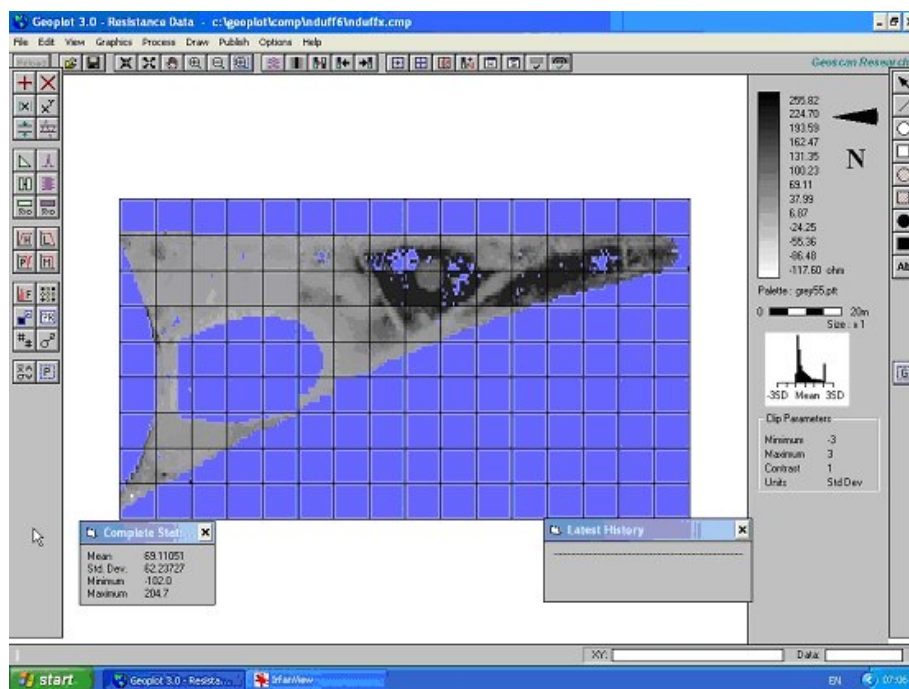 Geoplot 3.0 - Resistance Data - c:\geoplot\comp\nduff6\nduffx.cmp
File Edit View Graphics Process Draw Publish Options Help
Reload
Geoscan Research
255.82
224.70
193.59
162.47
131.35
100.23
69.11
37.99
6.87
-24.25
-55.36
-86.48
-117.60 ohm
N
Palette : grey55.plt
0 20m
Size : x 1
-3SD Mean 3SD
Clip Parameters
Minimum -3
Maximum 3
Contrast 1
Units Std Dev
Complete Stat
Mean 69.11051
Std. Dev. 62.23727
Minimum -102.0
Maximum 204.7
Latest History
XY:
Data:
start
Geoplot 3.0 - Resista...
IrfanView
EN
07:06